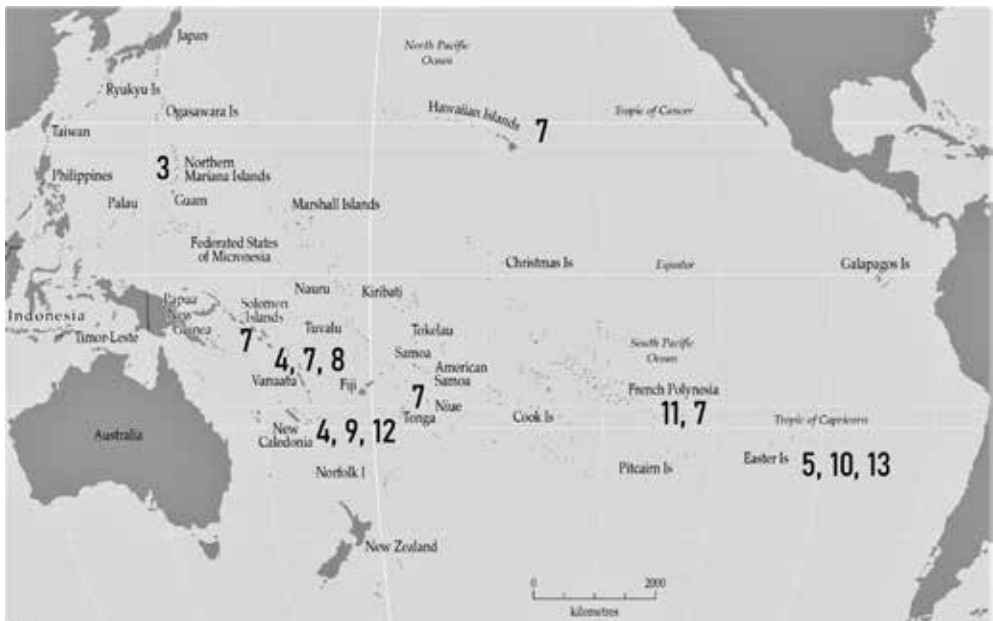 Japan
North Pacific
Ocean
Ryukyu Is
Ogasawara Is
Hawaiian Islands
7
Tropic of Cancer
Taiwan
3
Northern
Mariana Islands
Philippines
Palau
Guam
Marshall Islands
Federated States
of Micronesia
Christmas Is
Equator
Galapagos Is
Nauru
Kiribati
Papua
New
Guinea
Solomon
Islands
7
Indonesia
Timor-Leste
Tuvalu
Tokelau
4, 7, 8
Samoa
American
Samoa
South Pacific
Ocean
Vanuatu
Fiji
7
Niue
Tonga
French Polynesia
11, 7
Cook Is
Tropic of Capricorn
Australia
New
Caledonia
4, 9, 12
Norfolk I
Pitcairn Is
Easter Is
5, 10, 13
New Zealand
0
2000
kilometres